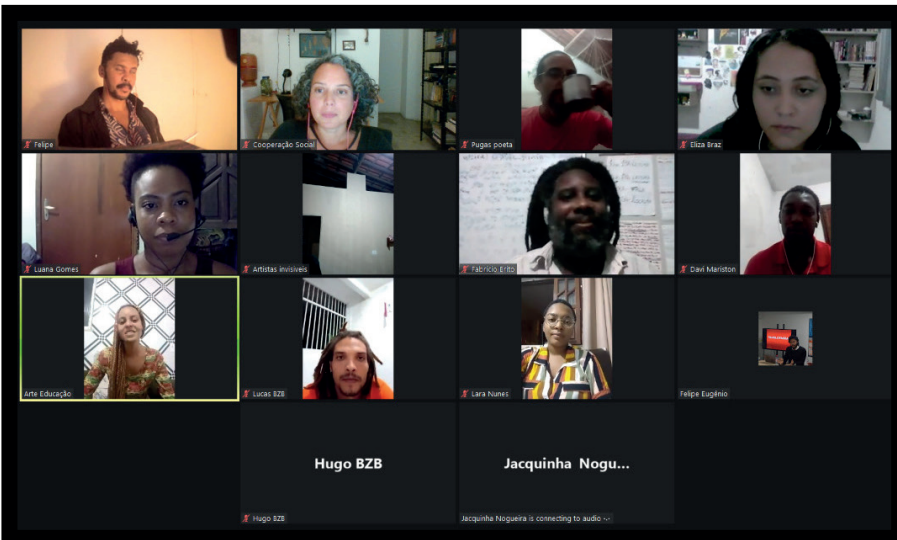 Felipe
Cooperação Social
Pugas poeta
Eliza Braz
Luana Gomes
Artistas invisíveis
Fabrício Brito
Davi Mariston
Arte Educação
Lucas BZB
Lara Nunes
Felipe Eugênio
Hugo BZB
Jacquinha Nogu...
Hugo BZB
Jacquinha Nogueira is connecting to audio